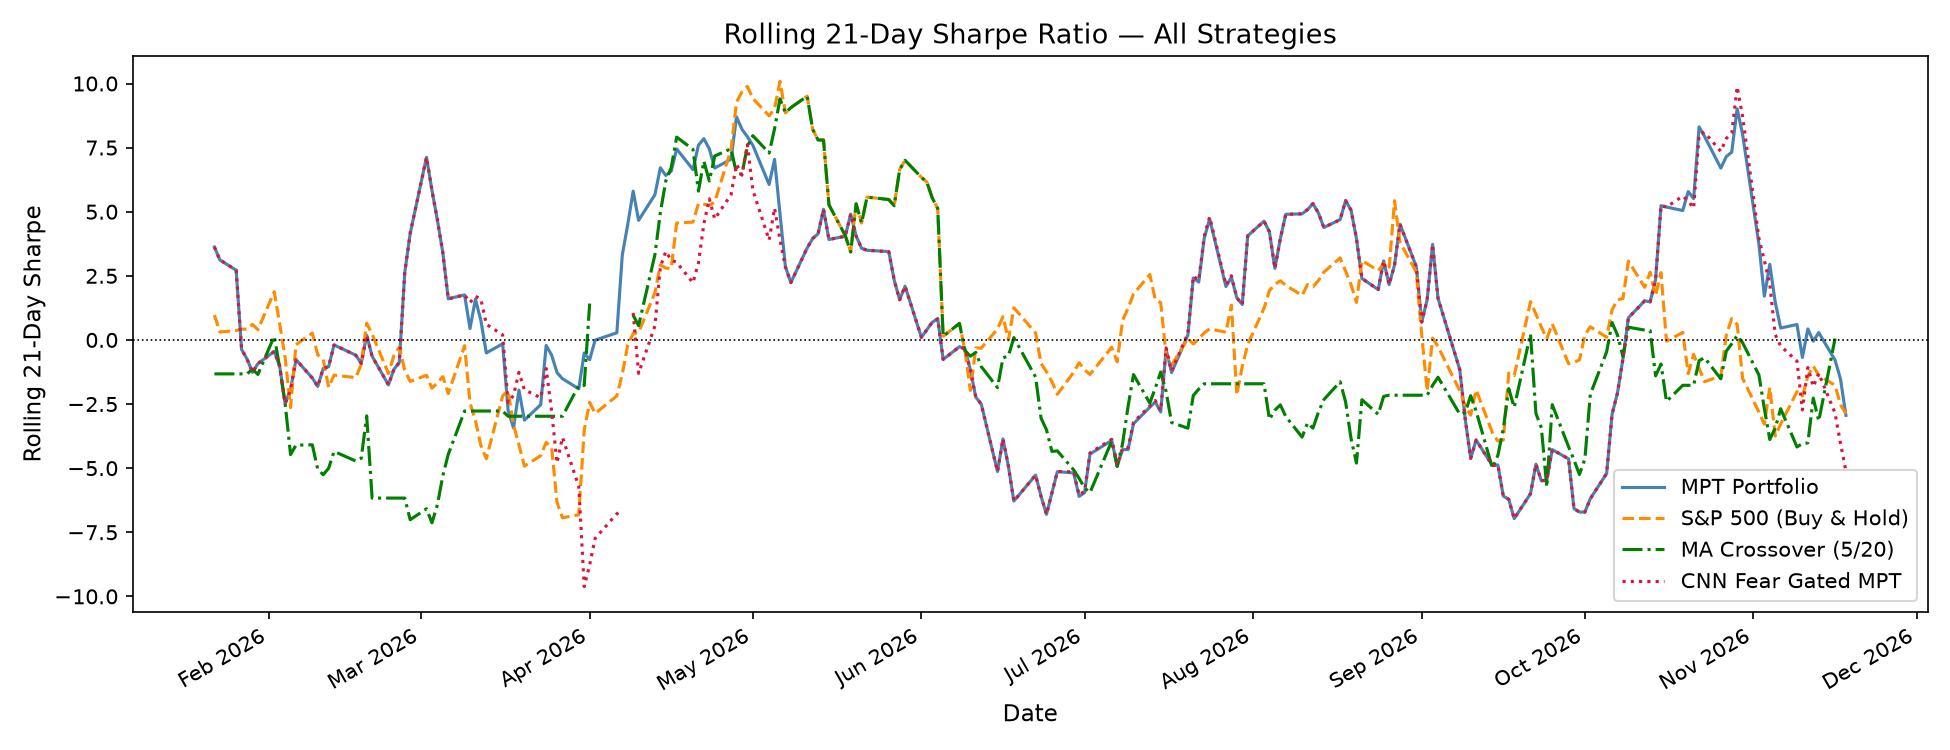 Rolling 21-Day Sharpe Ratio — All Strategies
Rolling 21-Day Sharpe
10.0
7.5
5.0
2.5
0.0
−2.5
−5.0
−7.5
−10.0
MPT Portfolio
S&P 500 (Buy & Hold)
MA Crossover (5/20)
CNN Fear Gated MPT
Feb 2026
Mar 2026
Apr 2026
May 2026
Jun 2026
Jul 2026
Aug 2026
Sep 2026
Oct 2026
Nov 2026
Dec 2026
Date